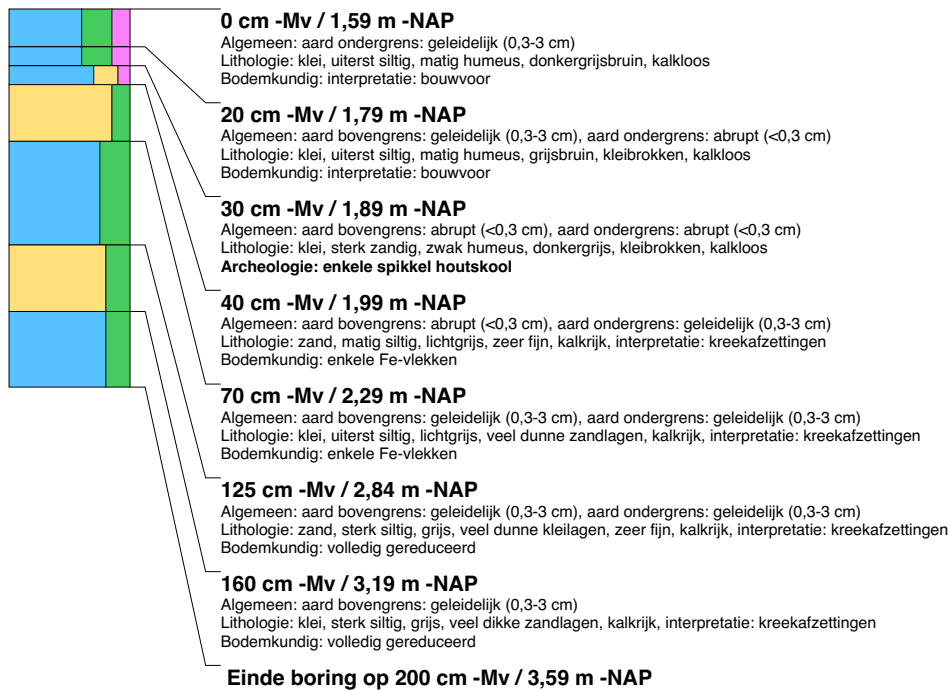 0 cm -Mv / 1,59 m -NAP
Algemeen: aard ondergrens: geleidelijk (0,3-3 cm)
Lithologie: klei, uiterst siltig, matig humeus, donkergrijsbruin, kalkloos
Bodemkundig: interpretatie: bouwvoor
20 cm -Mv / 1,79 m -NAP
Algemeen: aard bovengrens: geleidelijk (0,3-3 cm), aard ondergrens: abrupt (<0,3 cm)
Lithologie: klei, uiterst siltig, matig humeus, grijsbruin, kleibrokken, kalkloos
Bodemkundig: interpretatie: bouwvoor
30 cm -Mv / 1,89 m -NAP
Algemeen: aard bovengrens: abrupt (<0,3 cm), aard ondergrens: abrupt (<0,3 cm)
Lithologie: klei, sterk zandig, zwak humeus, donkergrijs, kleibrokken, kalkloos
Archeologie: enkele spikkel houtskool
40 cm -Mv / 1,99 m -NAP
Algemeen: aard bovengrens: abrupt (<0,3 cm), aard ondergrens: geleidelijk (0,3-3 cm)
Lithologie: zand, matig siltig, lichtgrijs, zeer fijn, kalkrijk, interpretatie: kreekafzettingen
Bodemkundig: enkele Fe-vlekken
70 cm -Mv / 2,29 m -NAP
Algemeen: aard bovengrens: geleidelijk (0,3-3 cm), aard ondergrens: geleidelijk (0,3-3 cm)
Lithologie: klei, uiterst siltig, lichtgrijs, veel dunne zandlagen, kalkrijk, interpretatie: kreekafzettingen
Bodemkundig: enkele Fe-vlekken
125 cm -Mv / 2,84 m -NAP
Algemeen: aard bovengrens: geleidelijk (0,3-3 cm), aard ondergrens: geleidelijk (0,3-3 cm)
Lithologie: zand, sterk siltig, grijs, veel dunne kleilagen, zeer fijn, kalkrijk, interpretatie: kreekafzettingen
Bodemkundig: volledig gereduceerd
160 cm -Mv / 3,19 m -NAP
Algemeen: aard bovengrens: geleidelijk (0,3-3 cm)
Lithologie: klei, sterk siltig, grijs, veel dikke zandlagen, kalkrijk, interpretatie: kreekafzettingen
Bodemkundig: volledig gereduceerd
Einde boring op 200 cm -Mv / 3,59 m -NAP